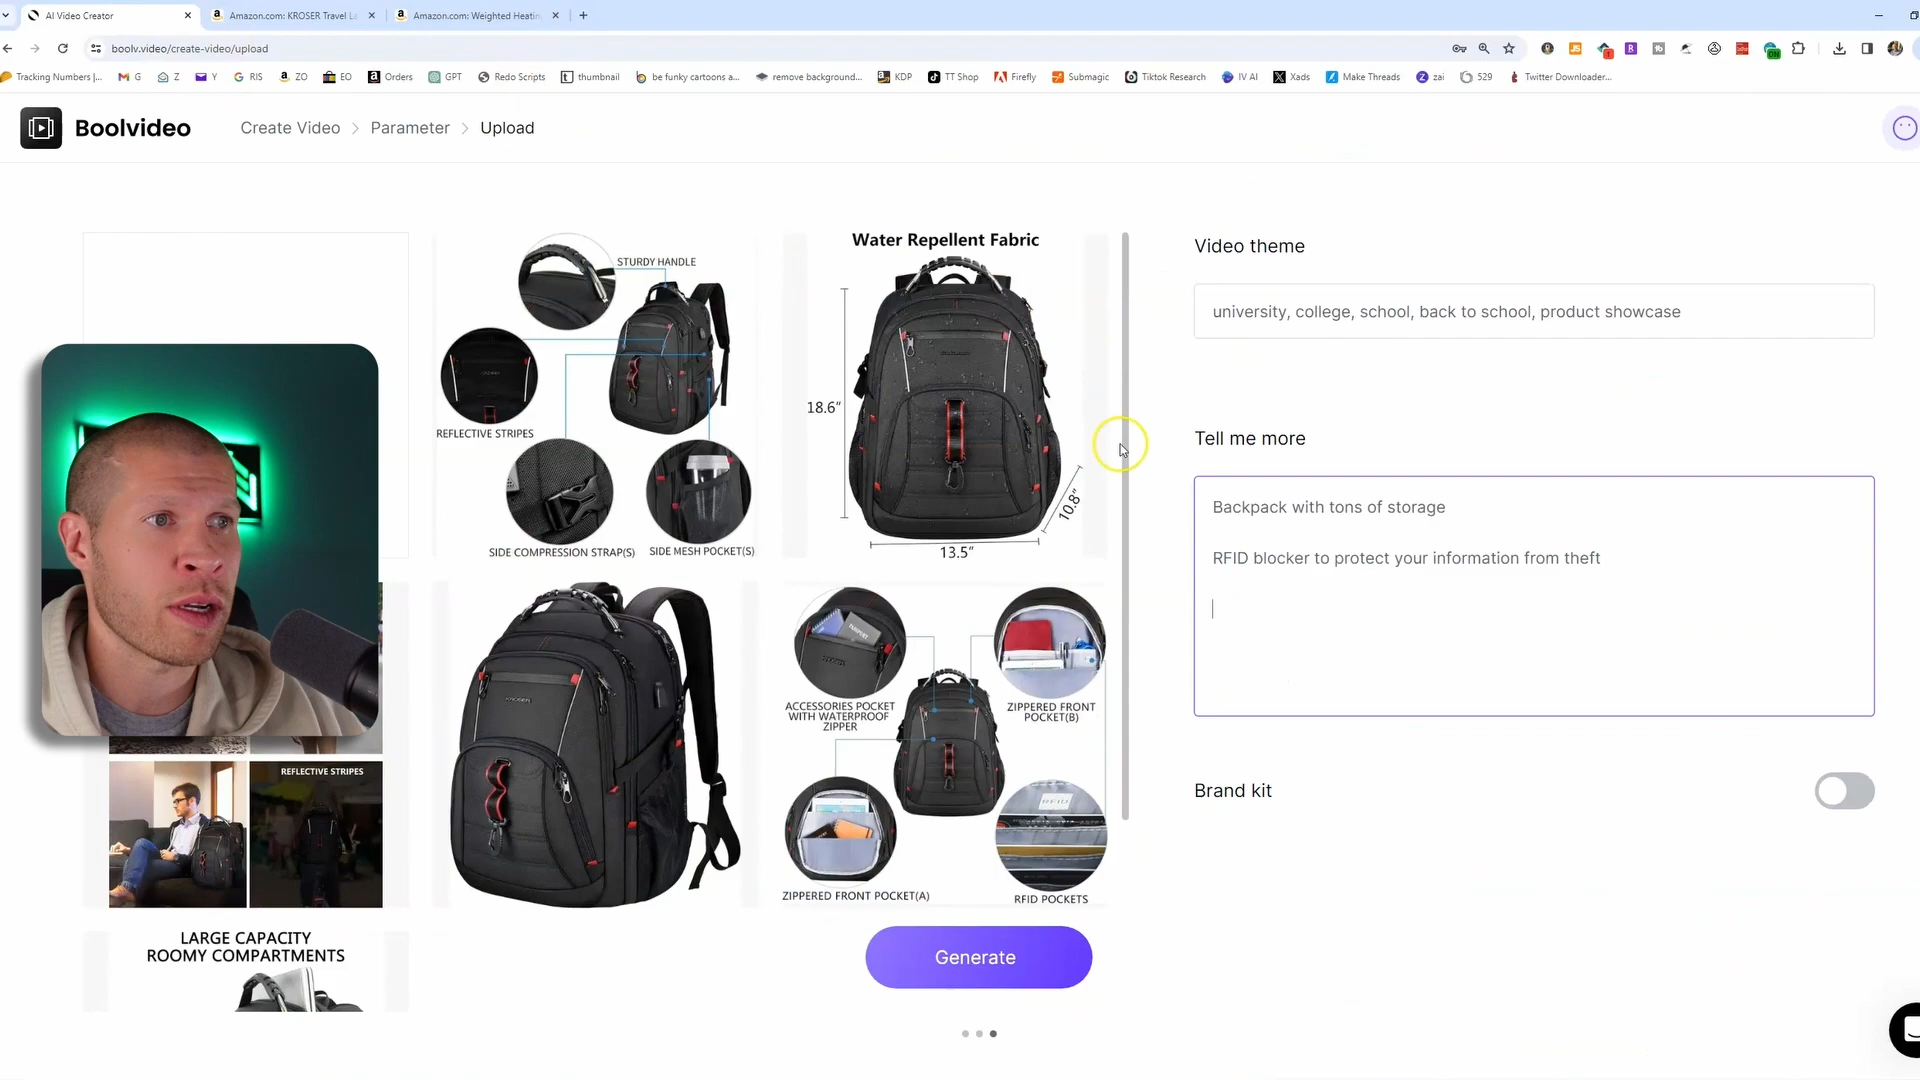 AI Video Creator
Amazon.com: KROSER Travel La
Amazon.com: Weighted Heatin
boolv.video/create-video/upload
Tracking Numbers |...
G
Z
Y
RIS
ZO
EO
Orders
GPT
Redo Scripts
thumbnail
be funky cartoons a...
remove background...
KDP
TT Shop
Firefly
Submagic
Tiktok Research
IV AI
Xads
Make Threads
zai
529
Twitter Downloader...
Boolvideo
Create Video
Parameter
Upload
STURDY HANDLE
REFLECTIVE STRIPES
SIDE COMPRESSION STRAP(S)
SIDE MESH POCKET(S)
Water Repellent Fabric
18.6"
10.8"
13.5"
REFLECTIVE STRIPES
KROSER
ACCESSORIES POCKET
WITH WATERPROOF
ZIPPER
ZIPPERED FRONT
POCKET(B)
ZIPPERED FRONT POCKET(A)
RFID
RFID POCKETS
LARGE CAPACITY
ROOMY COMPARTMENTS
Generate
Video theme
university, college, school, back to school, product showcase
Tell me more
Backpack with tons of storage
RFID blocker to protect your information from theft
Brand kit